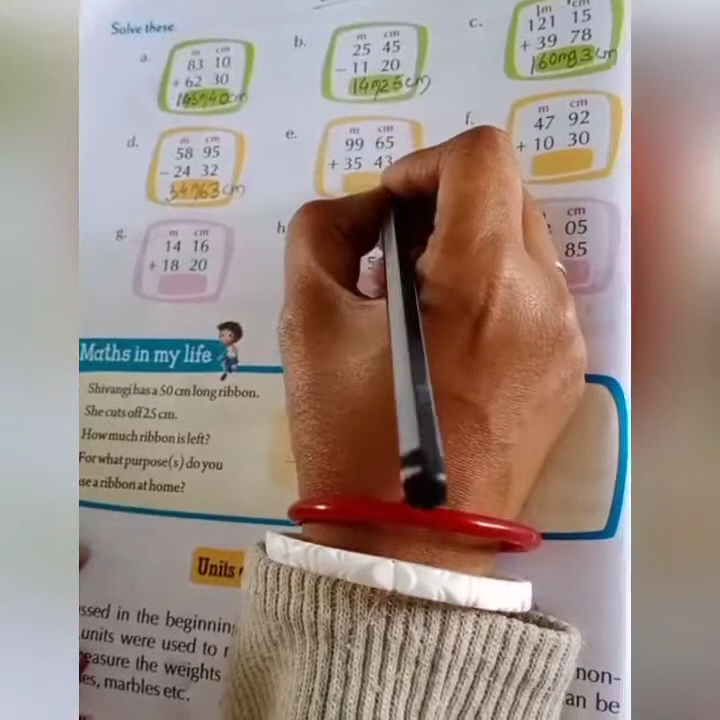 Solve these.
a.
m cm
83 10
+ 62 30
145m40cm
b.
m cm
25 45
- 11 20
14m25cm
c.
1m 1cm
121 15
+ 39 78
160m93cm
d.
m cm
58 95
- 24 32
34m63cm
e.
m cm
99 65
+ 35 43
f.
m cm
47 92
+ 10 30
g.
m cm
14 16
+ 18 20
h
cm
05
85
Maths in my life
Shivangi has a 50 cm long ribbon.
She cuts off 25 cm.
How much ribbon is left?
For what purpose(s) do you
se a ribbon at home?
Units
ssed in the beginnin
units were used to
easure the weights
es, marbles etc.
non-
an be